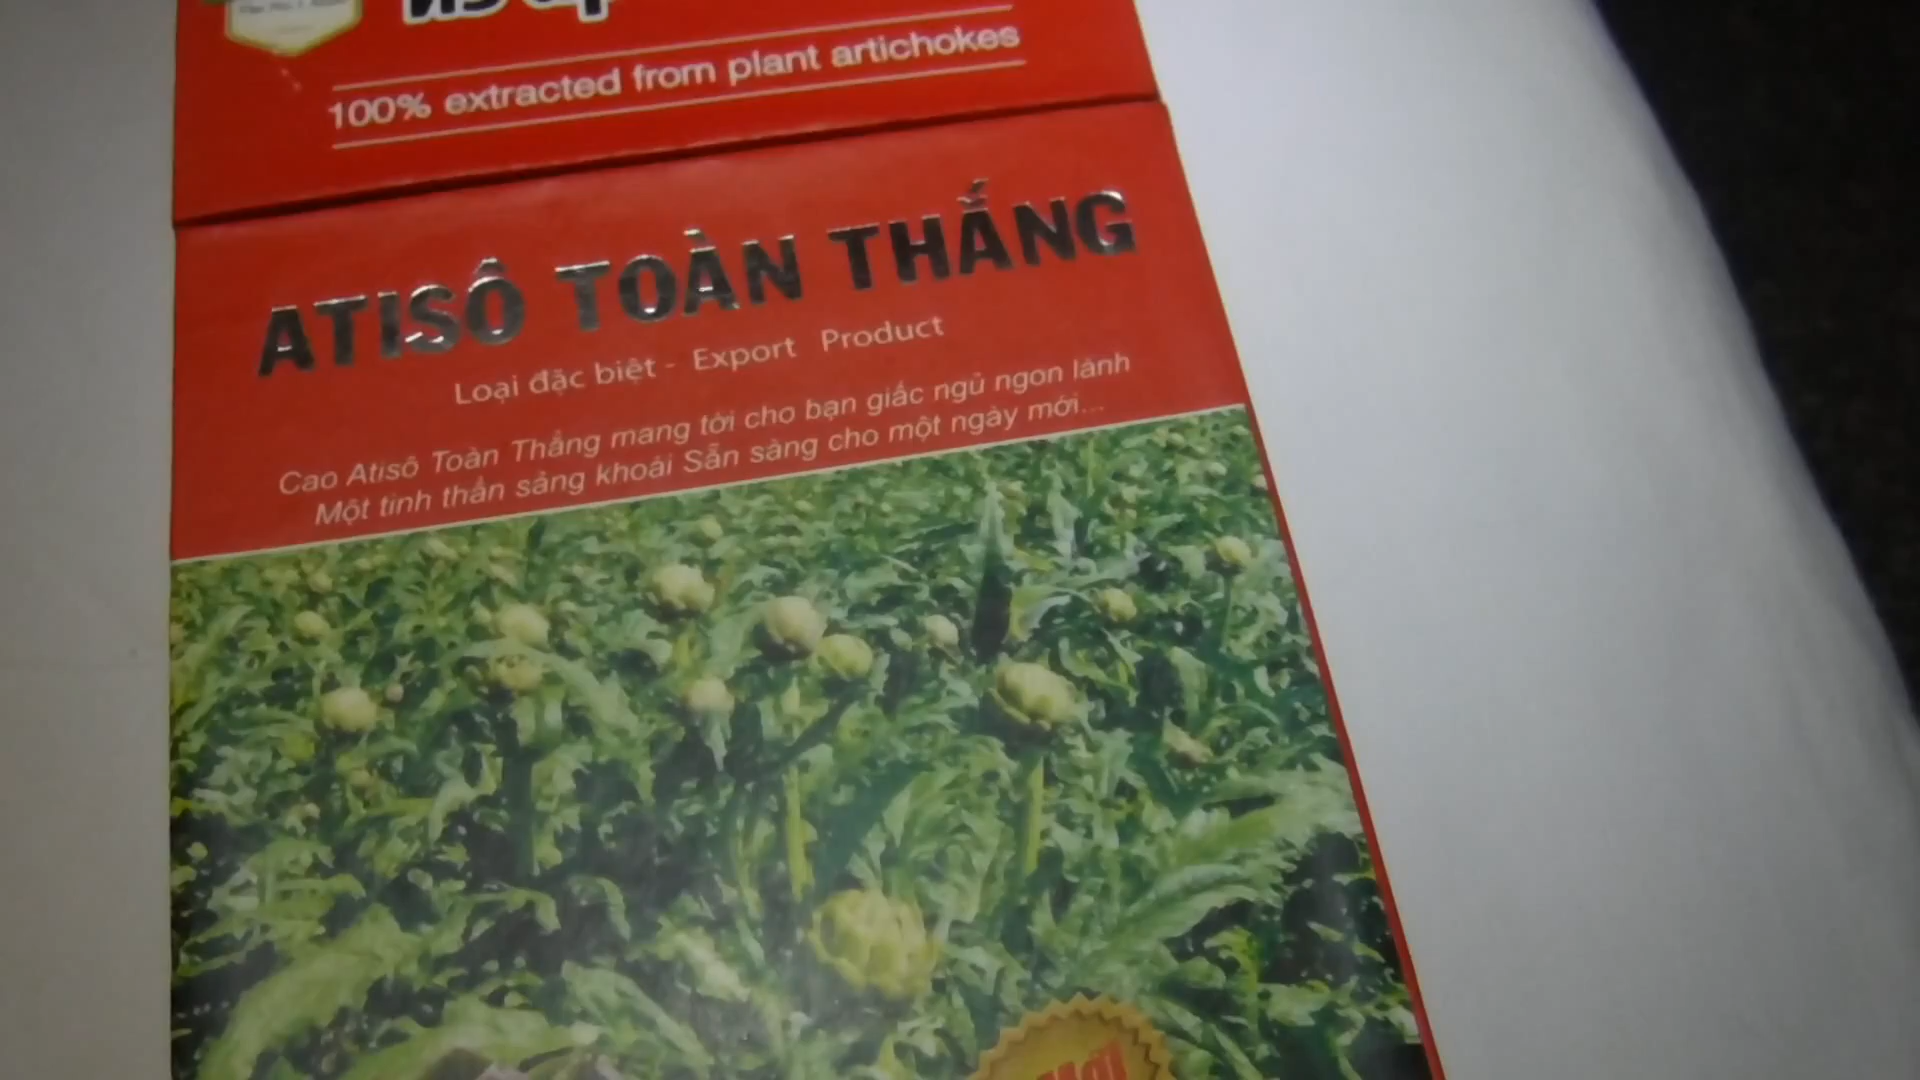 100% extracted from plant artichokes
ATISÔ TOÀN THẮNG
Loại đặc biệt - Export Product
Cao Atisô Toàn Thắng mang tới cho bạn giấc ngủ ngon lành
Một tinh thần sảng khoái Sẵn sàng cho một ngày mới...
Mới